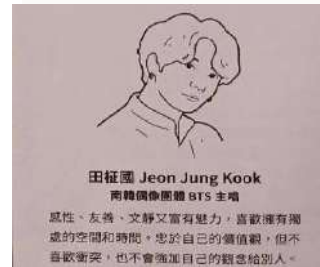 田柾國 Jeon Jung Kook
南韓偶像團體 BTS 主唱
感性、友善、文靜又富有魅力，喜歡擁有獨
處的空間和時間。忠於自己的價值觀，但不
喜歡衝突，也不會強加自己的觀念給別人。